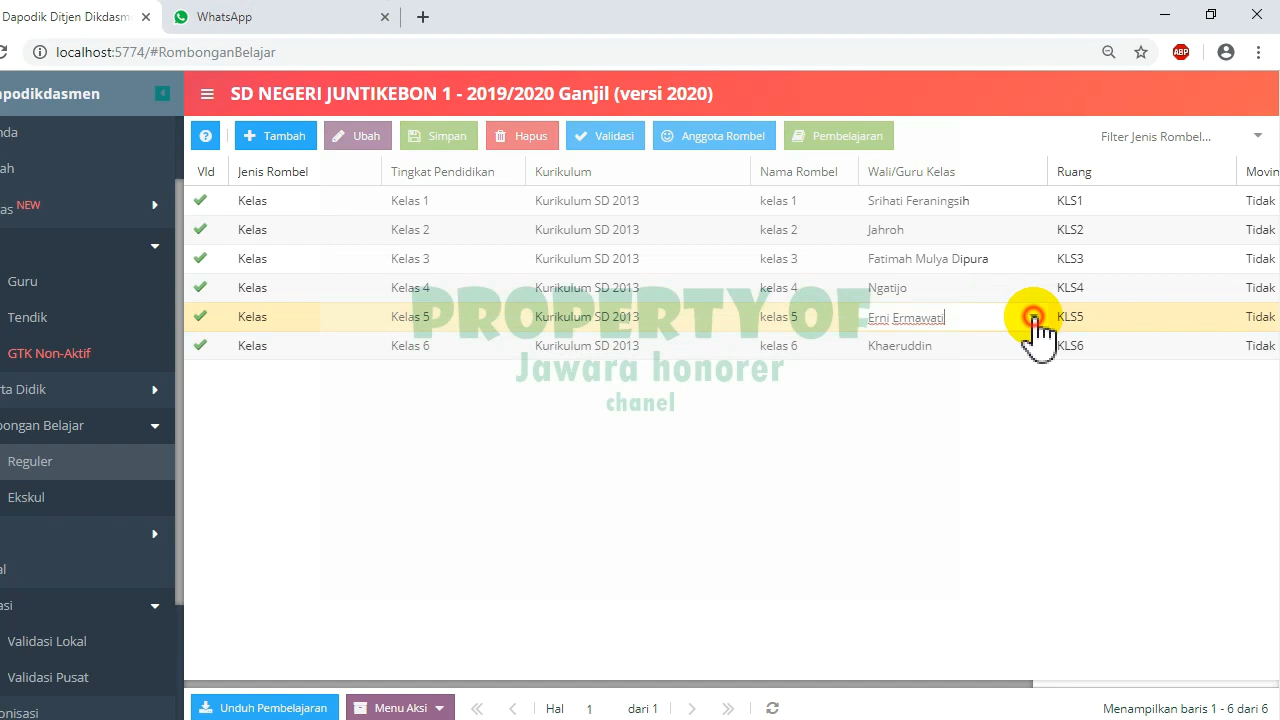 Dapodik Ditjen Dikdasm
WhatsApp
localhost:5774/#RombonganBelajar
ABP
apodikdasmen
SD NEGERI JUNTIKEBON 1 - 2019/2020 Ganjil (versi 2020)
Tambah Ubah Simpan Hapus Validasi Anggota Rombel Pembelajaran Filter Jenis Rombel...
Vld Jenis Rombel Tingkat Pendidikan Kurikulum Nama Rombel Wali/Guru Kelas Ruang Movin
Kelas Kelas 1 Kurikulum SD 2013 kelas 1 Srihati Feraningsih KLS1 Tidak
Kelas Kelas 2 Kurikulum SD 2013 kelas 2 Jahroh KLS2 Tidak
Kelas Kelas 3 Kurikulum SD 2013 kelas 3 Fatimah Mulya Dipura KLS3 Tidak
Kelas Kelas 4 Kurikulum SD 2013 kelas 4 Ngatijo KLS4 Tidak
Kelas Kelas 5 Kurikulum SD 2013 kelas 5 Erni Ermawati KLS5 Tidak
Kelas Kelas 6 Kurikulum SD 2013 kelas 6 Khaeruddin KLS6 Tidak
PROPERTY OF
Jawara honorer
chanel
nda
ah
as NEW
Guru
Tendik
GTK Non-Aktif
rta Didik
bongan Belajar
Reguler
Ekskul
al
asi
Validasi Lokal
Validasi Pusat
onisasi
Unduh Pembelajaran Menu Aksi Hal 1 dari 1 Menampilkan baris 1 - 6 dari 6